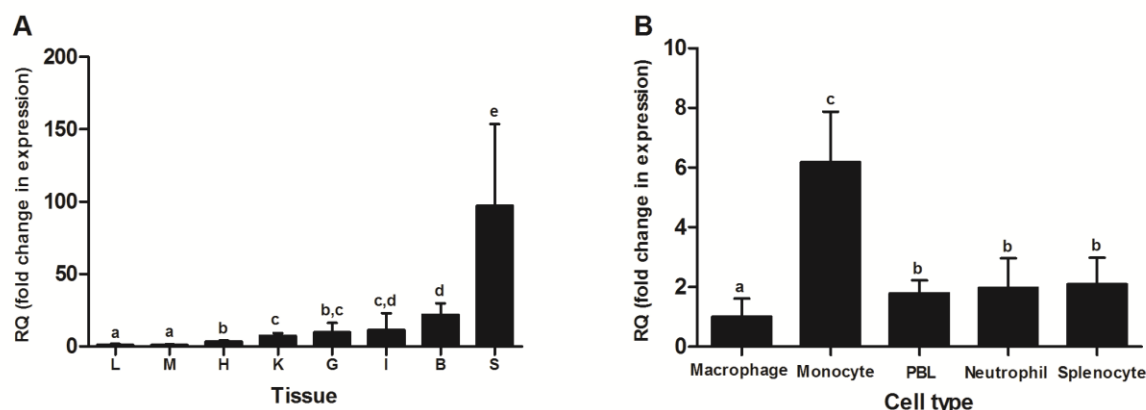 A
RQ (fold change in expression)
200
150
100
50
0
a
a
b
c
b,c
c,d
d
e
L
M
H
K
G
I
B
S
Tissue
B
RQ (fold change in expression)
10
8
6
4
2
0
a
c
b
b
b
Macrophage
Monocyte
PBL
Neutrophil
Splenocyte
Cell type